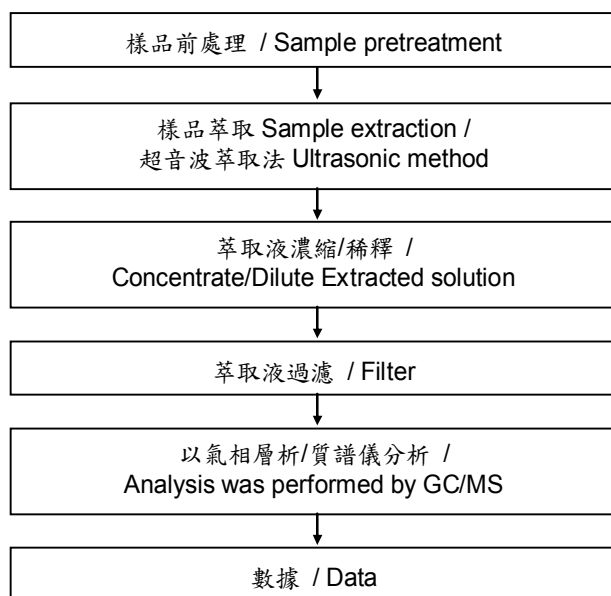 樣品前處理 / Sample pretreatment
樣品萃取 Sample extraction /
超音波萃取法 Ultrasonic method
萃取液濃縮/稀釋 /
Concentrate/Dilute Extracted solution
萃取液過濾 / Filter
以氣相層析/質譜儀分析 /
Analysis was performed by GC/MS
數據 / Data